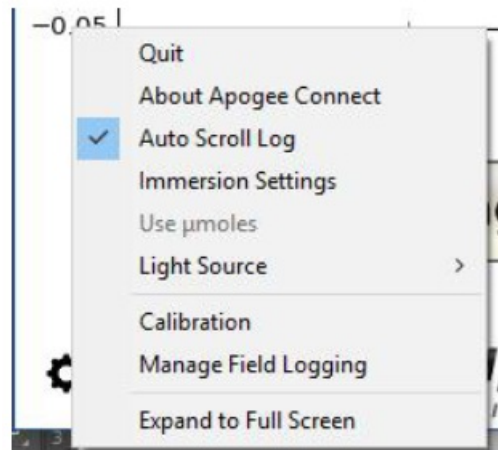 −0.05
Quit
About Apogee Connect
Auto Scroll Log
Immersion Settings
Use µmoles
Light Source
Calibration
Manage Field Logging
Expand to Full Screen
3